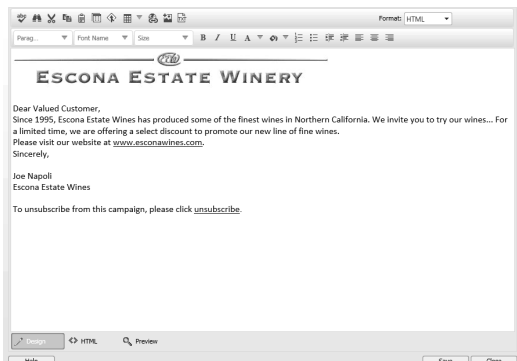 Format: HTML
Parag... Font Name Size B I U A
ESCONA ESTATE WINERY
Dear Valued Customer,
Since 1995, Escona Estate Wines has produced some of the finest wines in Northern California. We invite you to try our wines... For
a limited time, we are offering a select discount to promote our new line of fine wines.
Please visit our website at www.esconawines.com.
Sincerely,
Joe Napoli
Escona Estate Wines
To unsubscribe from this campaign, please click unsubscribe.
Design HTML Preview
Help Save Close